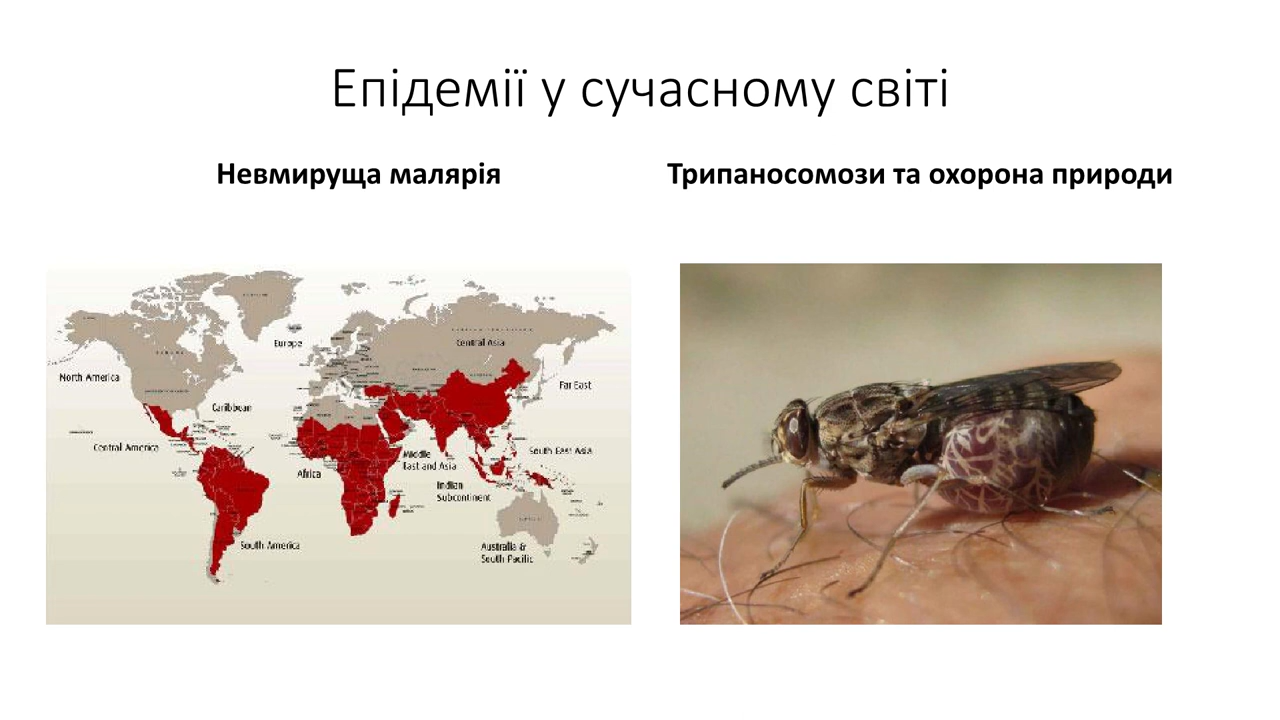 Епідемії у сучасному світі
Невмируща малярія
Трипаносомози та охорона природи
Europe
Central Asia
North America
Far East
Caribbean
Central America
South East Asia
Middle
East and Asia
Africa
Indian
Subcontinent
South America
Australia &
South Pacific